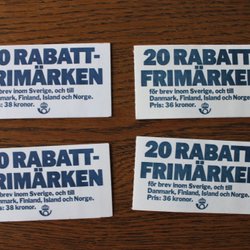 20 RABATT-
FRIMÄRKEN
för brev inom Sverige, och till
Danmark, Finland, Island och Norge.
Pris: 38 kronor.
20 RABATT-
FRIMÄRKEN
för brev inom Sverige, och till
Danmark, Finland, Island och Norge.
Pris: 38 kronor.
20 RABATT-
FRIMÄRKEN
för brev inom Sverige, och till
Danmark, Finland, Island och Norge.
Pris: 38 kronor.
20 RABATT-
FRIMÄRKEN
för brev inom Sverige, och till
Danmark, Finland, Island och Norge.
Pris: 36 kronor.